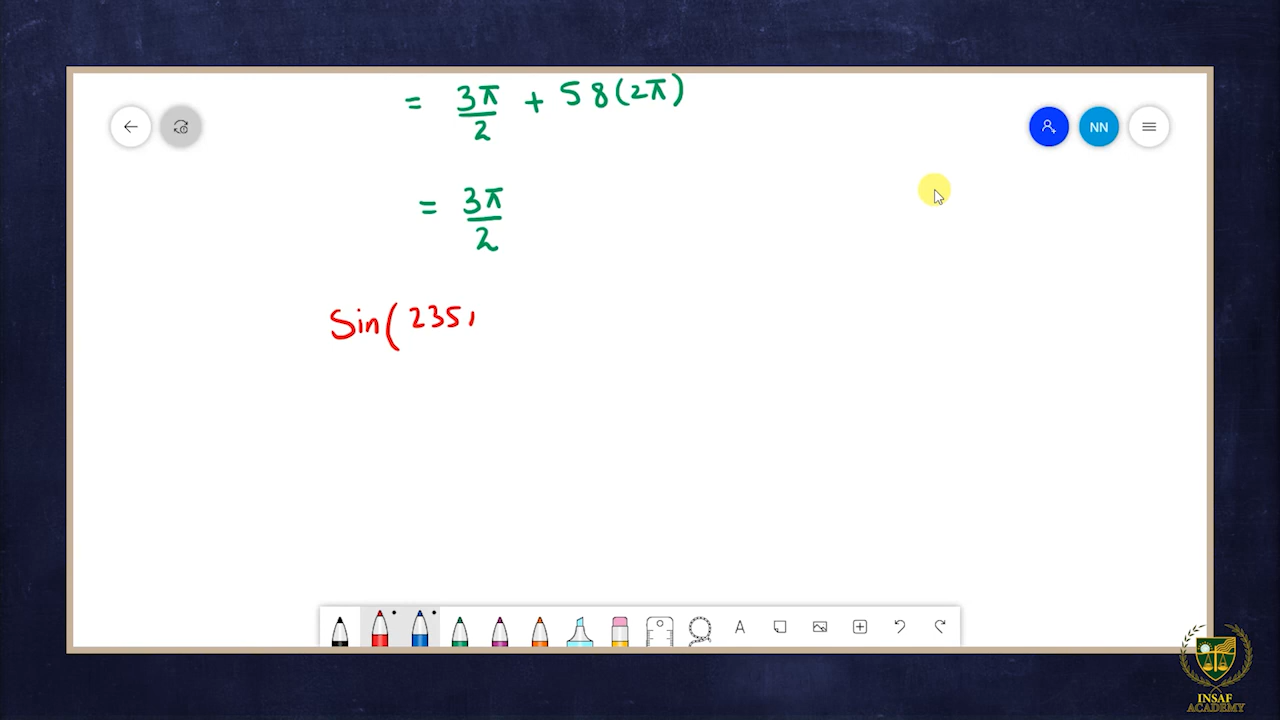 = 3π/2 + 58(2π)
= 3π/2
Sin(235
NN
A
INSAF
ACADEMY